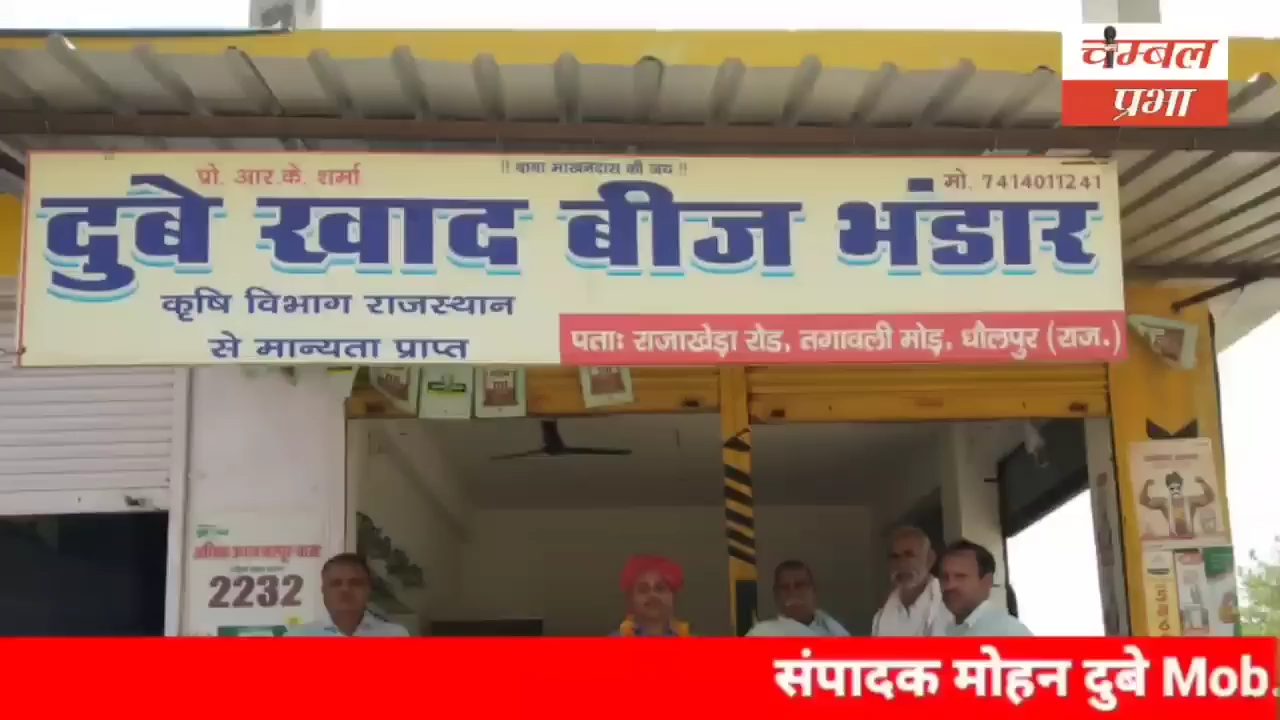 चम्बल
प्रभा
!! बाबा माखनदास की जय !!
प्रो. आर.के. शर्मा
मो. 7414011241
दुबे खाद बीज भंडार
कृषि विभाग राजस्थान
से मान्यता प्राप्त
पताः राजाखेड़ा रोड, तगावली मोड़, धौलपुर (राज.)
2232
संपादक मोहन दुबे Mob.